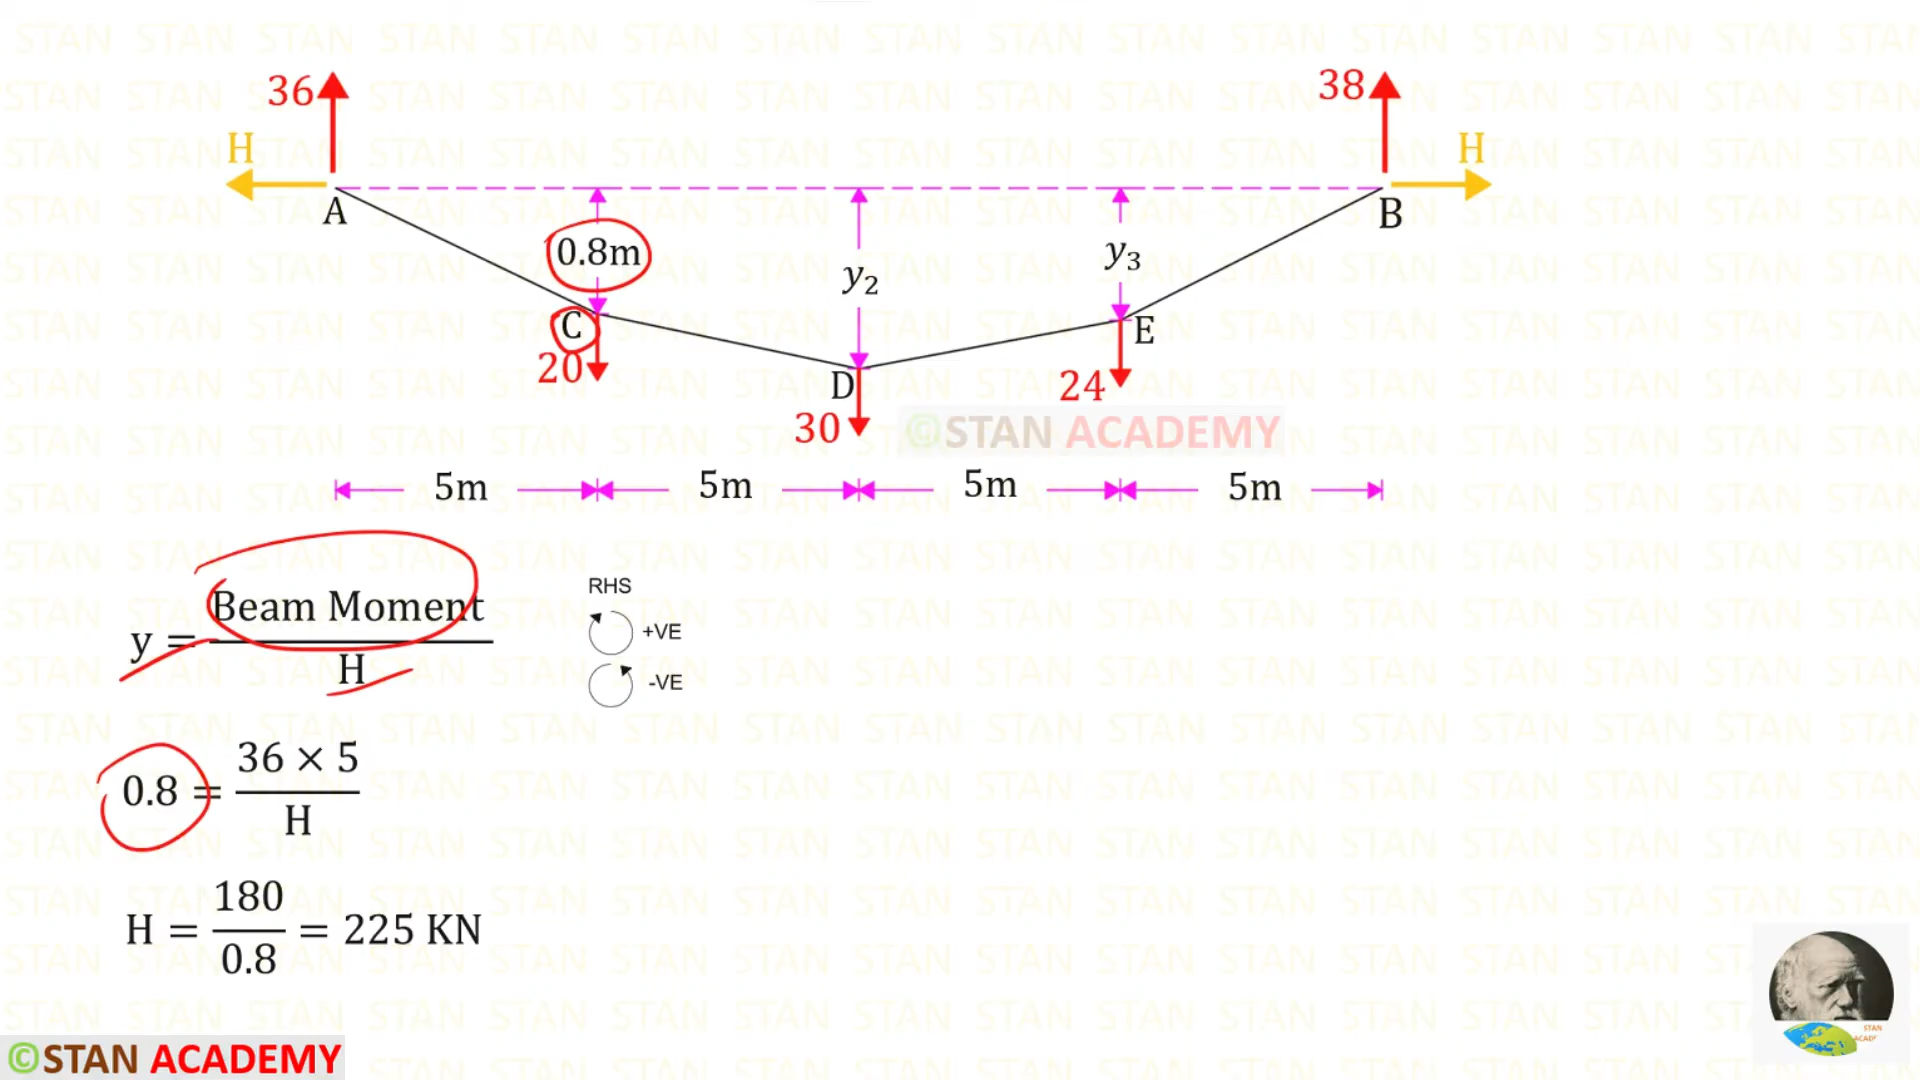 36
38
H
H
A
B
0.8m
y₂
y₃
C
E
20
D
24
30
©STAN ACADEMY
5m 5m 5m 5m
y = Beam Moment / H
RHS
+VE
-VE
0.8 = 36 × 5 / H
H = 180 / 0.8 = 225 KN
©STAN ACADEMY
STAN